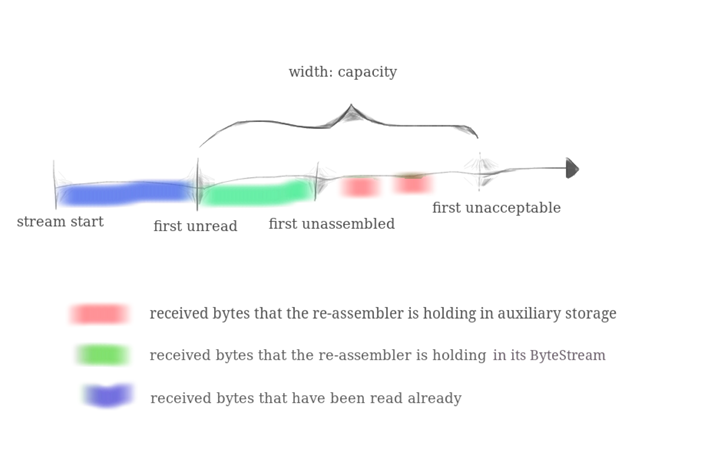 width: capacity
stream start
first unread
first unassembled
first unacceptable
received bytes that the re-assembler is holding in auxiliary storage
received bytes that the re-assembler is holding in its ByteStream
received bytes that have been read already